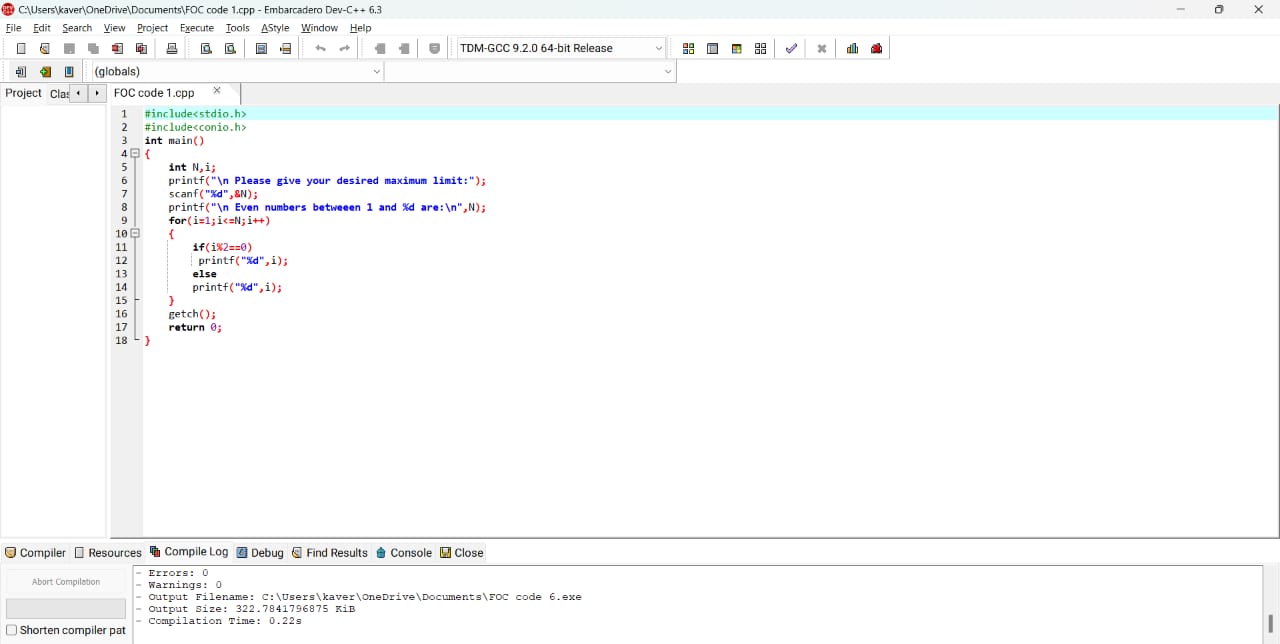 C:\Users\kaver\OneDrive\Documents\FOC code 1.cpp - Embarcadero Dev-C++ 6.3
File Edit Search View Project Execute Tools AStyle Window Help
TDM-GCC 9.2.0 64-bit Release
(globals)
Project Clas FOC code 1.cpp
1 #include<stdio.h>
2 #include<conio.h>
3 int main()
4 {
5 int N,i;
6 printf("\n Please give your desired maximum limit:");
7 scanf("%d",&N);
8 printf("\n Even numbers betweeen 1 and %d are:\n",N);
9 for(i=1;i<=N;i++)
10 {
11 if(i%2==0)
12 printf("%d",i);
13 else
14 printf("%d",i);
15 }
16 getch();
17 return 0;
18 }
Compiler Resources Compile Log Debug Find Results Console Close
Abort Compilation
Shorten compiler pat
- Errors: 0
- Warnings: 0
- Output Filename: C:\Users\kaver\OneDrive\Documents\FOC code 6.exe
- Output Size: 322.7841796875 KiB
- Compilation Time: 0.22s